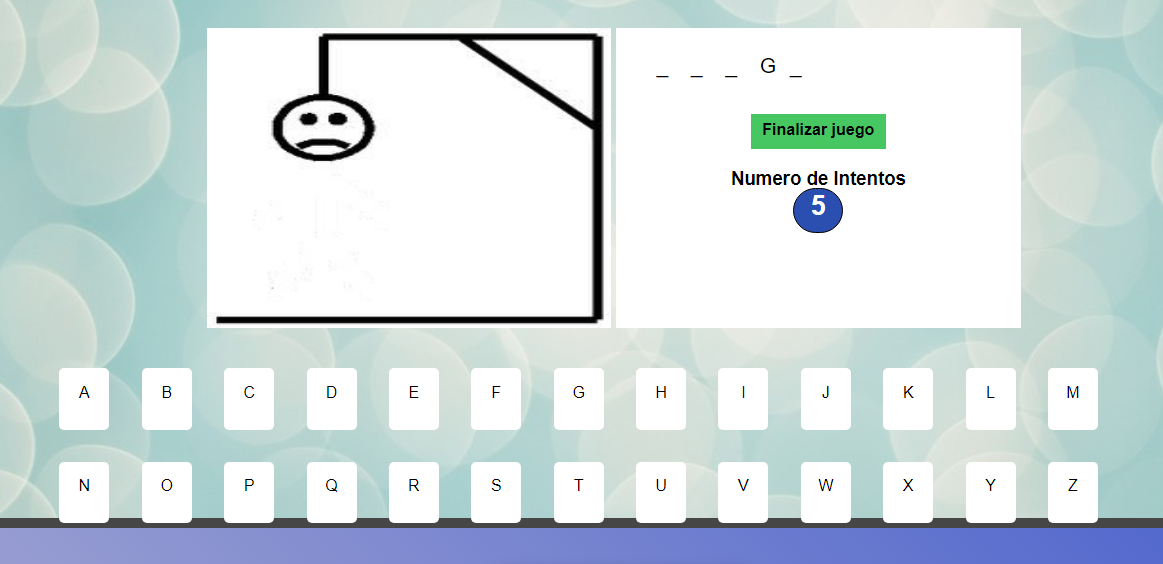 _ _ _ G _
Finalizar juego
Numero de Intentos
5
A B C D E F G H I J K L M
N O P Q R S T U V W X Y Z